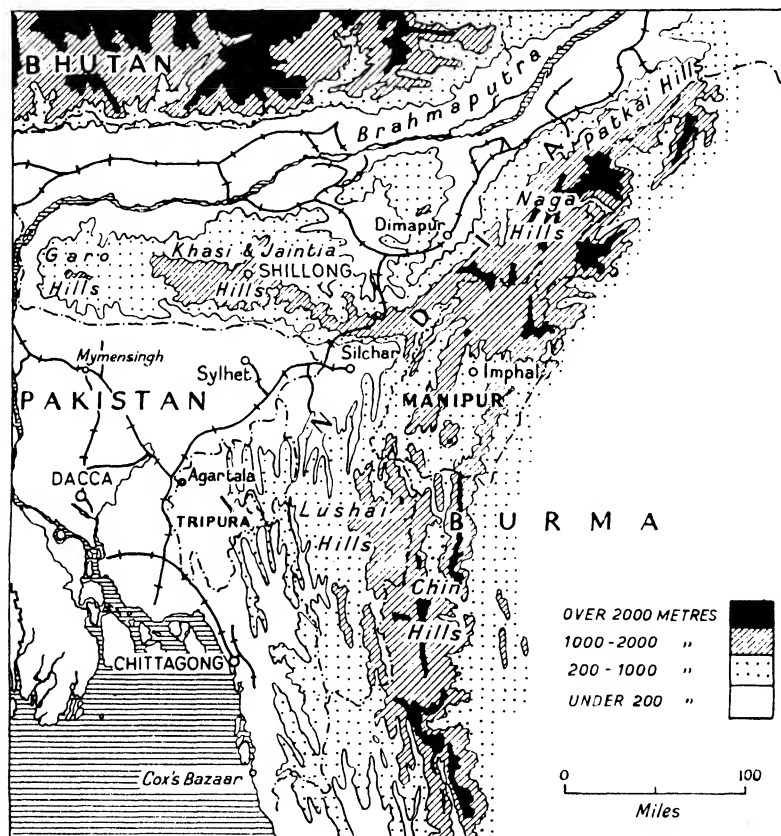 BHUTAN
Brahmaputra
Patkai Hills
Naga
Hills
Dimapur
Garo
Hills
Khasi & Jaintia
SHILLONG
Hills
INDIA
Mymensingh
Sylhet
Silchar
Imphal
PAKISTAN
MANIPUR
DACCA
Agartala
TRIPURA
Lushai
Hills
BURMA
Chin
Hills
CHITTAGONG
Cox's Bazaar
OVER 2000 METRES
1000-2000 "
200-1000 "
UNDER 200 "
0 100
Miles